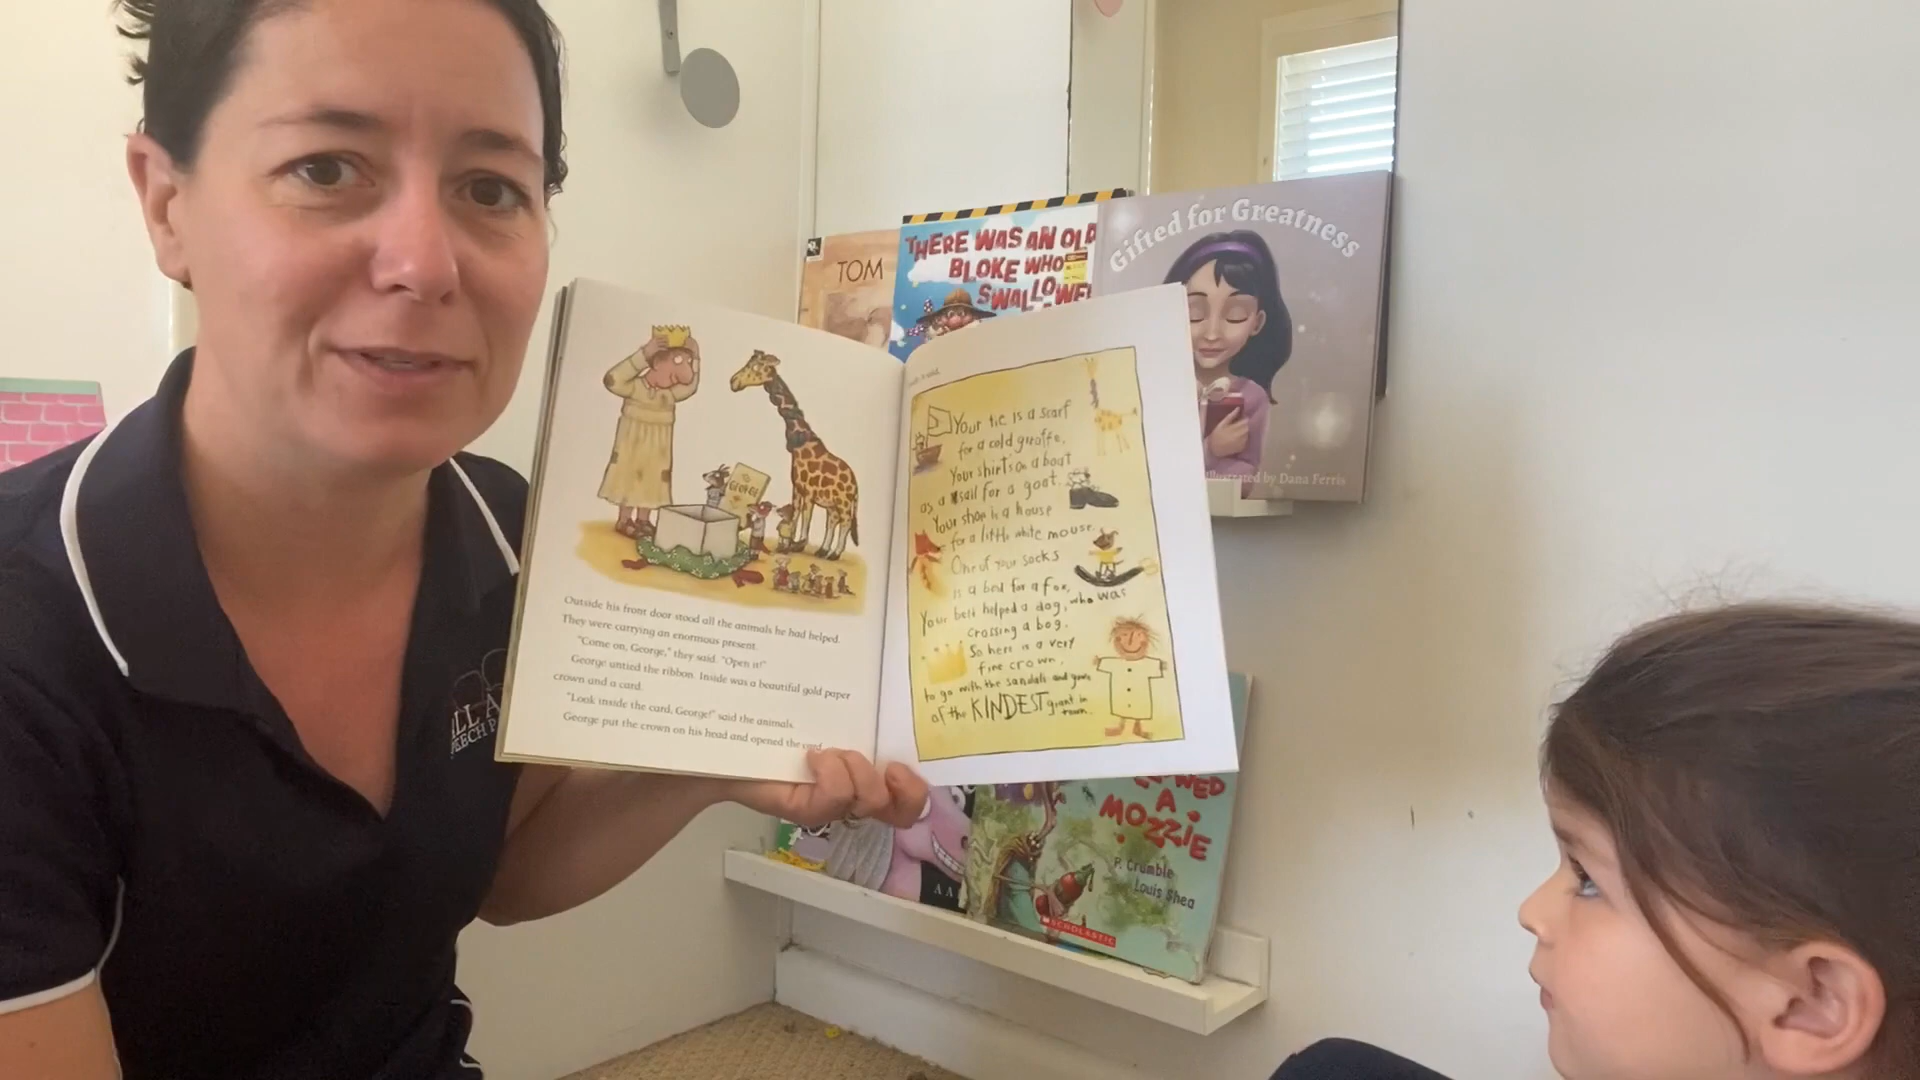 TOM
THERE WAS AN OLD
BLOKE WHO
SWALLOWE
Gifted for Greatness
Illustrated by Dana Ferris
GEORGE
Outside his front door stood all the animals he had helped.
They were carrying an enormous present.
"Come on, George," they said. "Open it!"
George untied the ribbon. Inside was a beautiful gold paper
crown and a card.
"Look inside the card, George!" said the animals.
George put the crown on his head and opened the card
Your tie is a scarf
for a cold giraffe,
Your shirt's on a boat
as a sail for a goat.
Your shoe is a house
for a little white mouse.
One of your socks
is a bed for a fox,
Your belt helped a dog, who was
crossing a bog.
So here is a very
fine crown,
to go with the sandals and gown
of the KINDEST giant in
town.
ALL A
SPEECH P
OWED
A
MOZZIE
P. Crumble
Louis Shea
SCHOLASTIC
AA